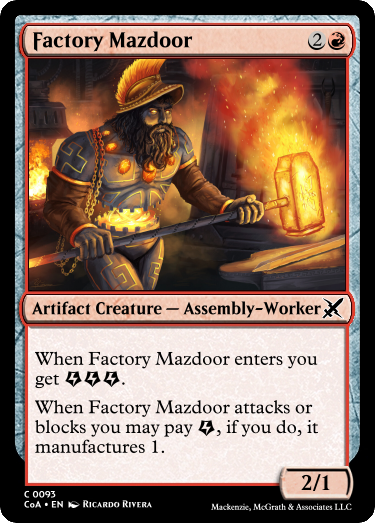 Factory Mazdoor 2
Artifact Creature — Assembly-Worker
When Factory Mazdoor enters you
get .
When Factory Mazdoor attacks or
blocks you may pay , if you do, it
manufactures 1.
2/1
C 0093
CoA • EN Ricardo Rivera
Mackenzie, McGrath & Associates LLC